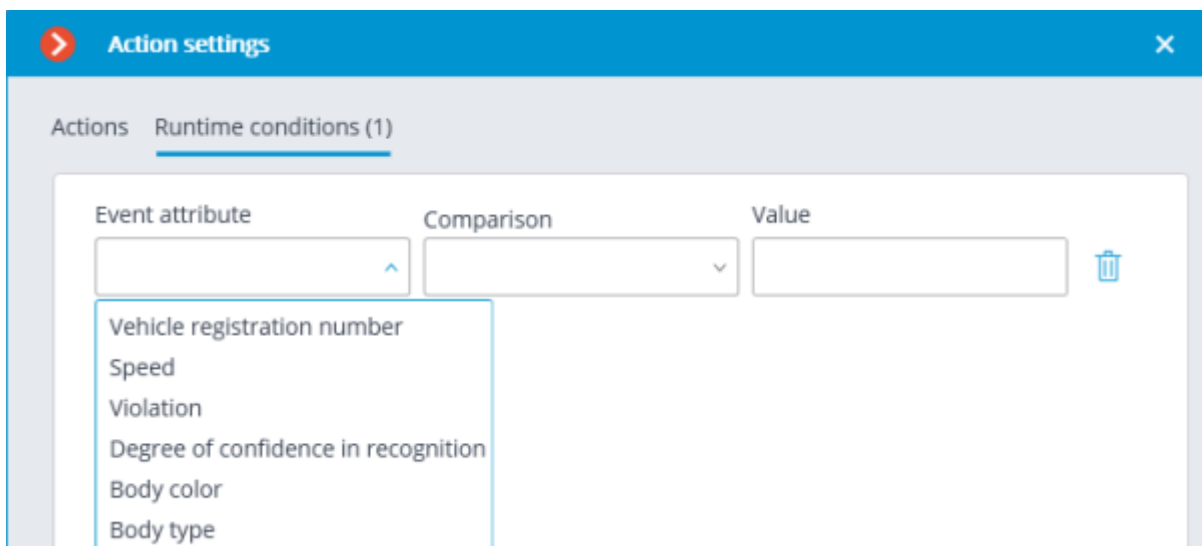 Action settings
Actions Runtime conditions (1)
Event attribute Comparison Value
Vehicle registration number
Speed
Violation
Degree of confidence in recognition
Body color
Body type